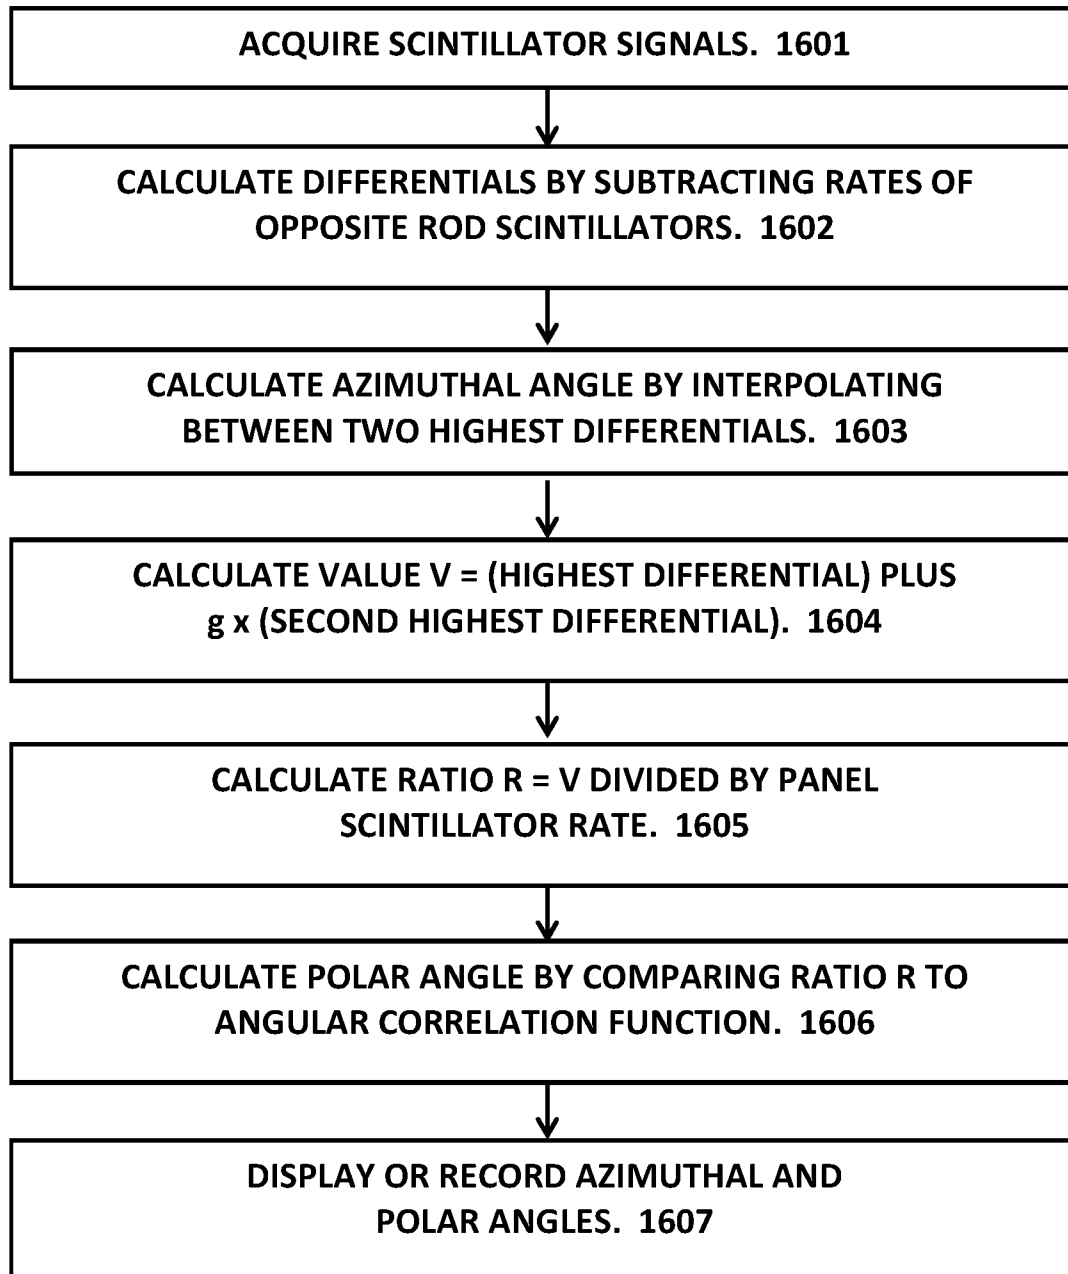 ACQUIRE SCINTILLATOR SIGNALS.  1601
CALCULATE DIFFERENTIALS BY SUBTRACTING RATES OF
OPPOSITE ROD SCINTILLATORS.  1602
CALCULATE AZIMUTHAL ANGLE BY INTERPOLATING
BETWEEN TWO HIGHEST DIFFERENTIALS.  1603
CALCULATE VALUE V = (HIGHEST DIFFERENTIAL) PLUS
g x (SECOND HIGHEST DIFFERENTIAL).  1604
CALCULATE RATIO R = V DIVIDED BY PANEL
SCINTILLATOR RATE.  1605
CALCULATE POLAR ANGLE BY COMPARING RATIO R TO
ANGULAR CORRELATION FUNCTION.  1606
DISPLAY OR RECORD AZIMUTHAL AND
POLAR ANGLES.  1607